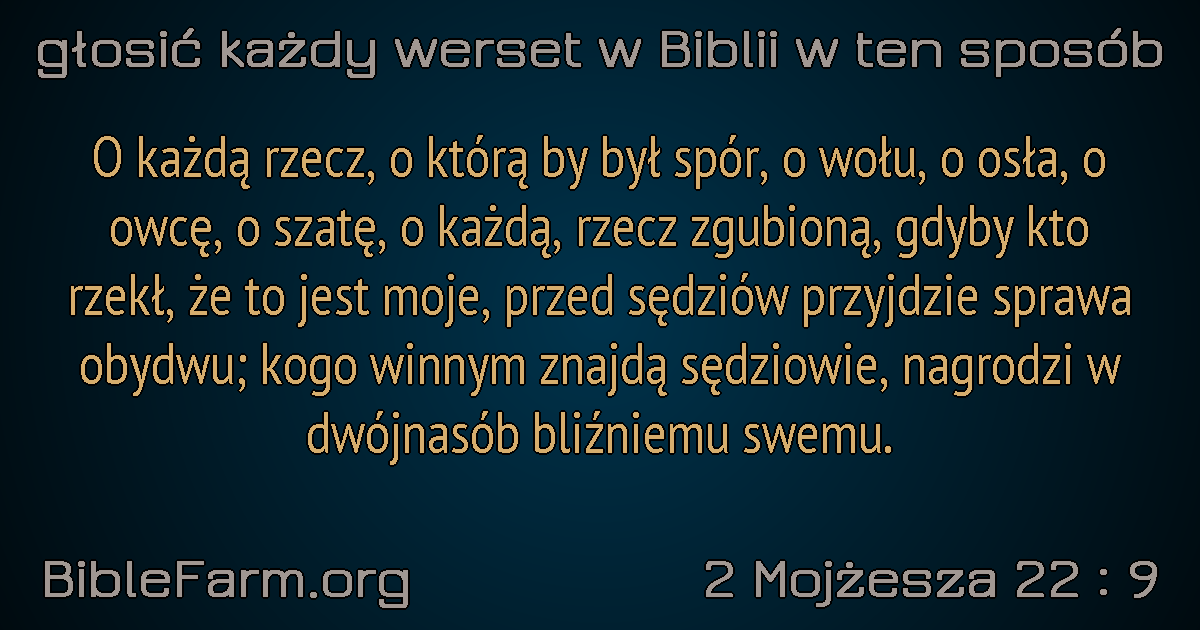 głosić każdy werset w Biblii w ten sposób
O każdą rzecz, o którą by był spór, o wołu, o osła, o
owcę, o szatę, o każdą, rzecz zgubioną, gdyby kto
rzekł, że to jest moje, przed sędziów przyjdzie sprawa
obydwu; kogo winnym znajdą sędziowie, nagrodzi w
dwójnasób bliźniemu swemu.
BibleFarm.org
2 Mojżesza 22 : 9